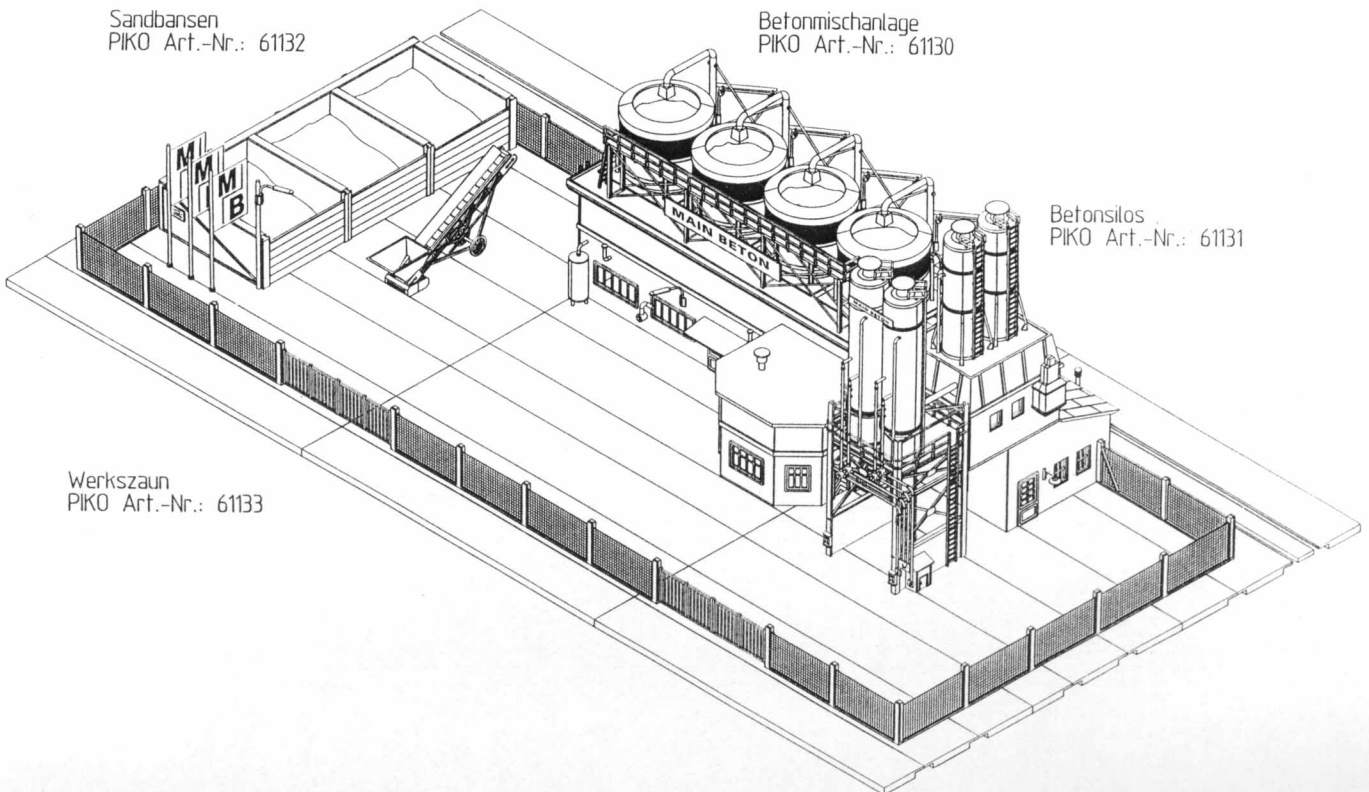 Sandbansen
PIKO Art.-Nr.: 61132
Betonmischanlage
PIKO Art.-Nr.: 61130
Betonsilos
PIKO Art.-Nr.: 61131
M
M
M
B
MAIN BETON
Werkszaun
PIKO Art.-Nr.: 61133